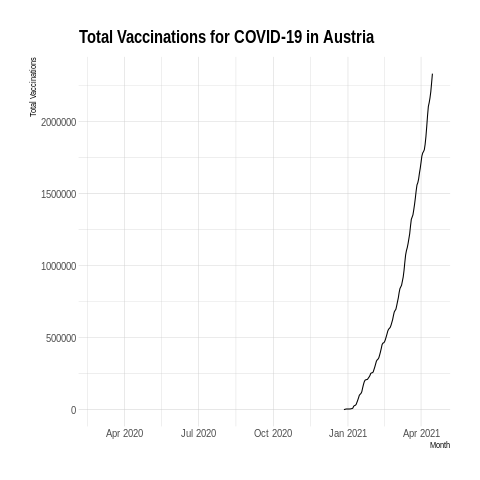 Total Vaccinations for COVID-19 in Austria
Total Vaccinations
2000000
1500000
1000000
500000
0
Apr 2020 Jul 2020 Oct 2020 Jan 2021 Apr 2021
Month